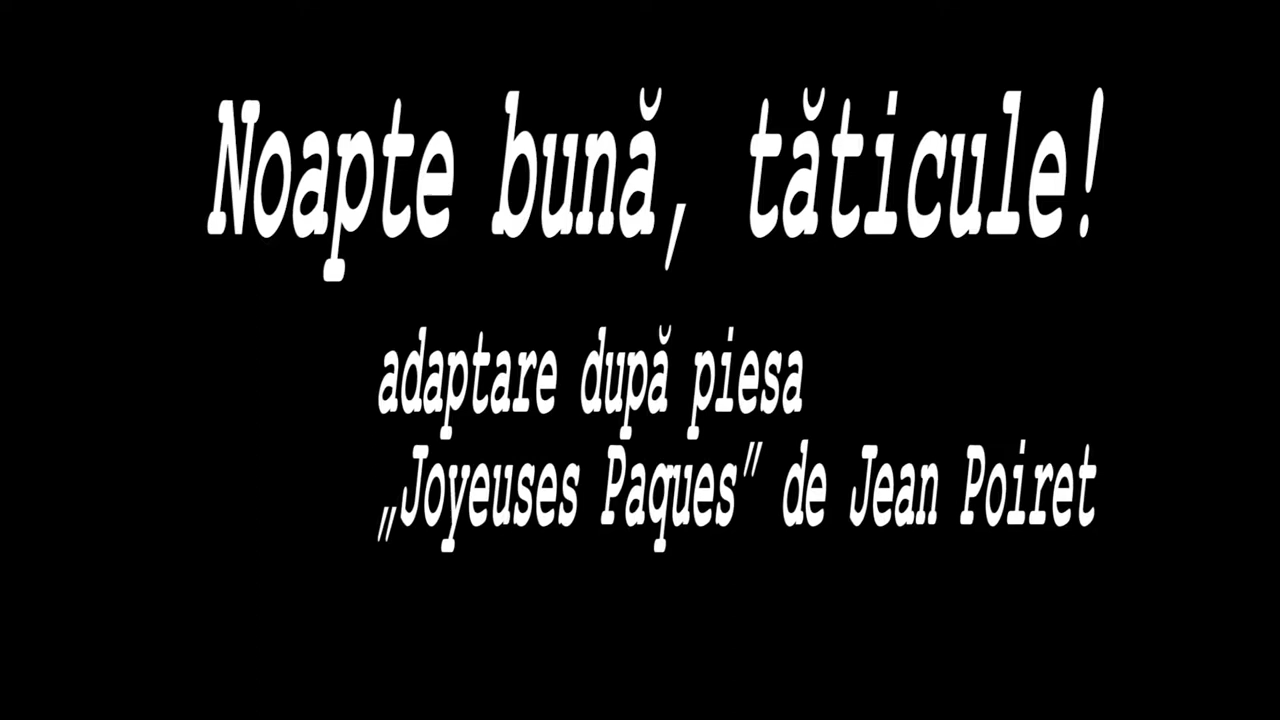 Noapte bună, tăticule!
adaptare după piesa
„Joyeuses Paques” de Jean Poiret